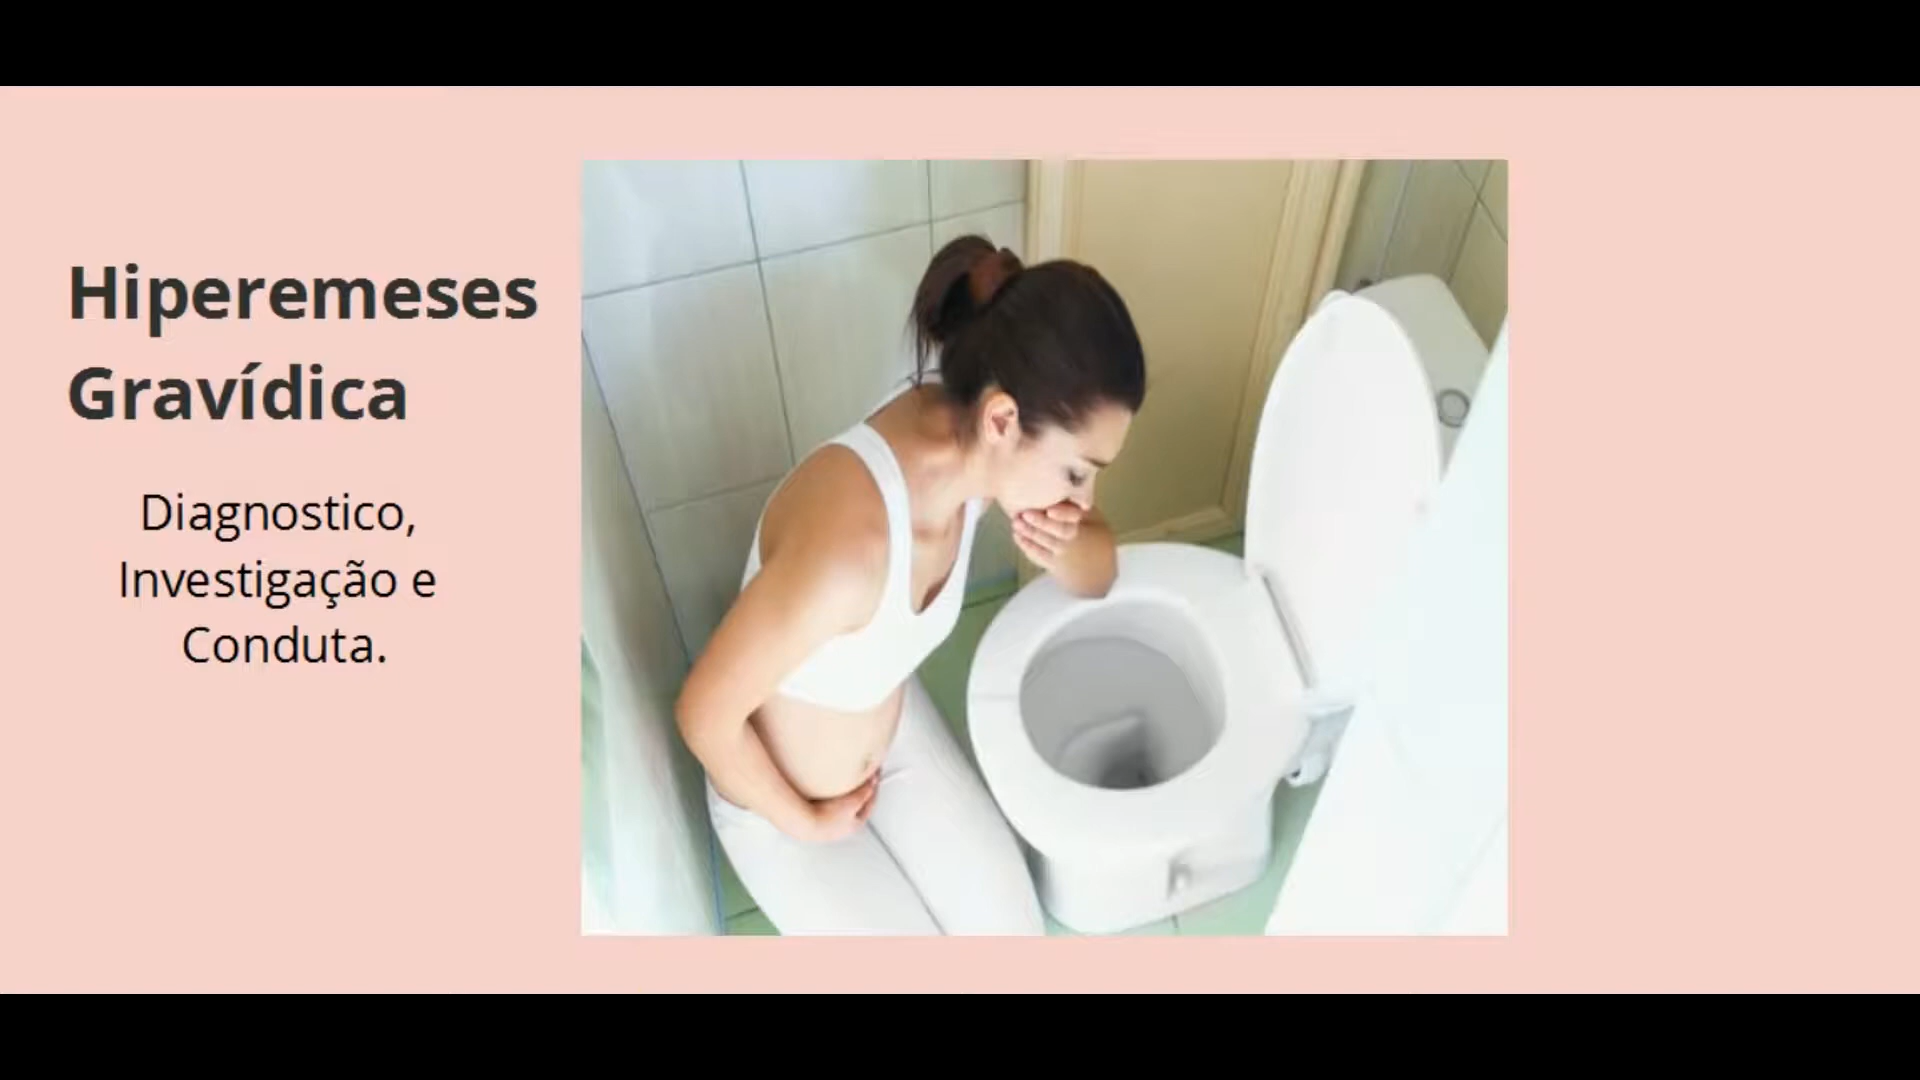 Hiperemeses
Gravídica
Diagnostico,
Investigação e
Conduta.